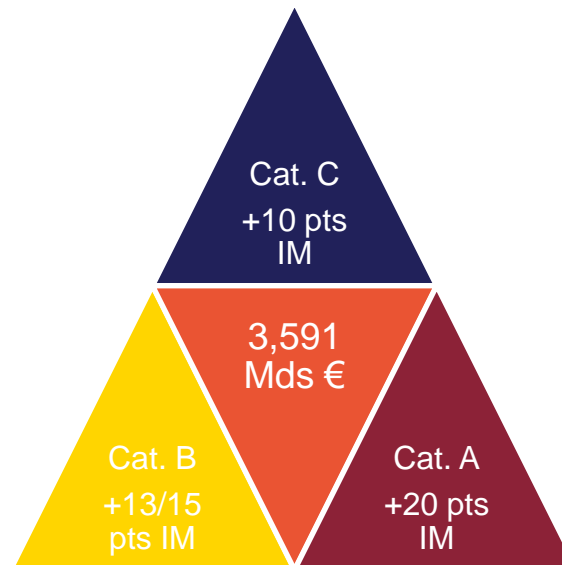 Cat. C
+10 pts
IM
3,591
Mds €
Cat. B
+13/15
pts IM
Cat. A
+20 pts
IM